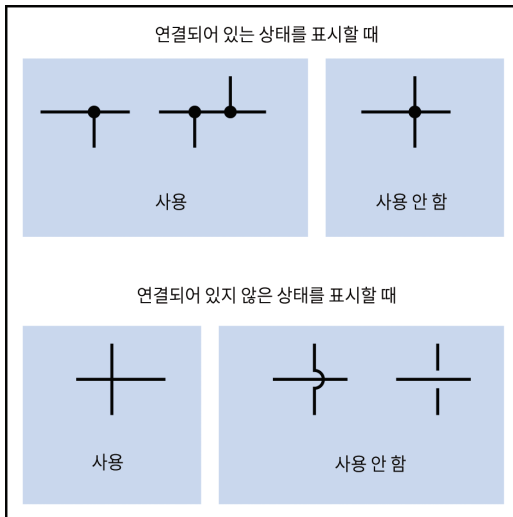 연결되어 있는 상태를 표시할 때
사용
사용 안 함
연결되어 있지 않은 상태를 표시할 때
사용
사용 안 함